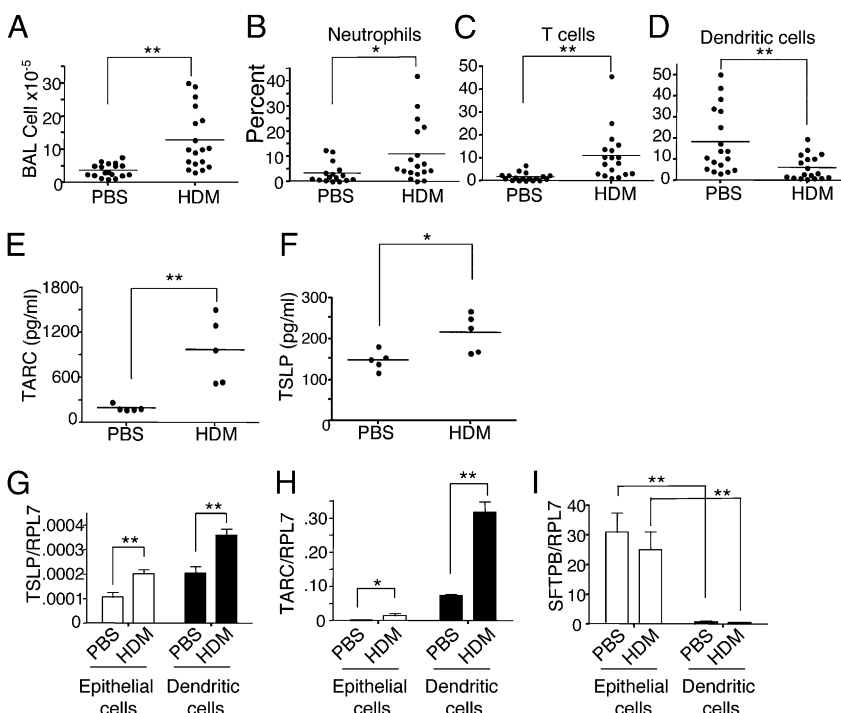 A
BAL Cell x10-5
30
20
10
0
**
PBS
HDM
B
Neutrophils
*
Percent
40
30
20
10
0
PBS
HDM
C
T cells
**
50
40
30
20
10
0
PBS
HDM
D
Dendritic cells
**
50
40
30
20
10
0
PBS
HDM
E
**
TARC (pg/ml)
1800
1200
600
0
PBS
HDM
F
*
TSLP (pg/ml)
300
200
100
0
PBS
HDM
G
TSLP/RPL7
.0004
.0003
.0002
.0001
0
**
**
PBS
HDM
PBS
HDM
Epithelial
cells
Dendritic
cells
H
TARC/RPL7
.30
.20
.10
0
*
**
PBS
HDM
PBS
HDM
Epithelial
cells
Dendritic
cells
I
SFTPB/RPL7
40
30
20
10
0
**
**
PBS
HDM
PBS
HDM
Epithelial
cells
Dendritic
cells